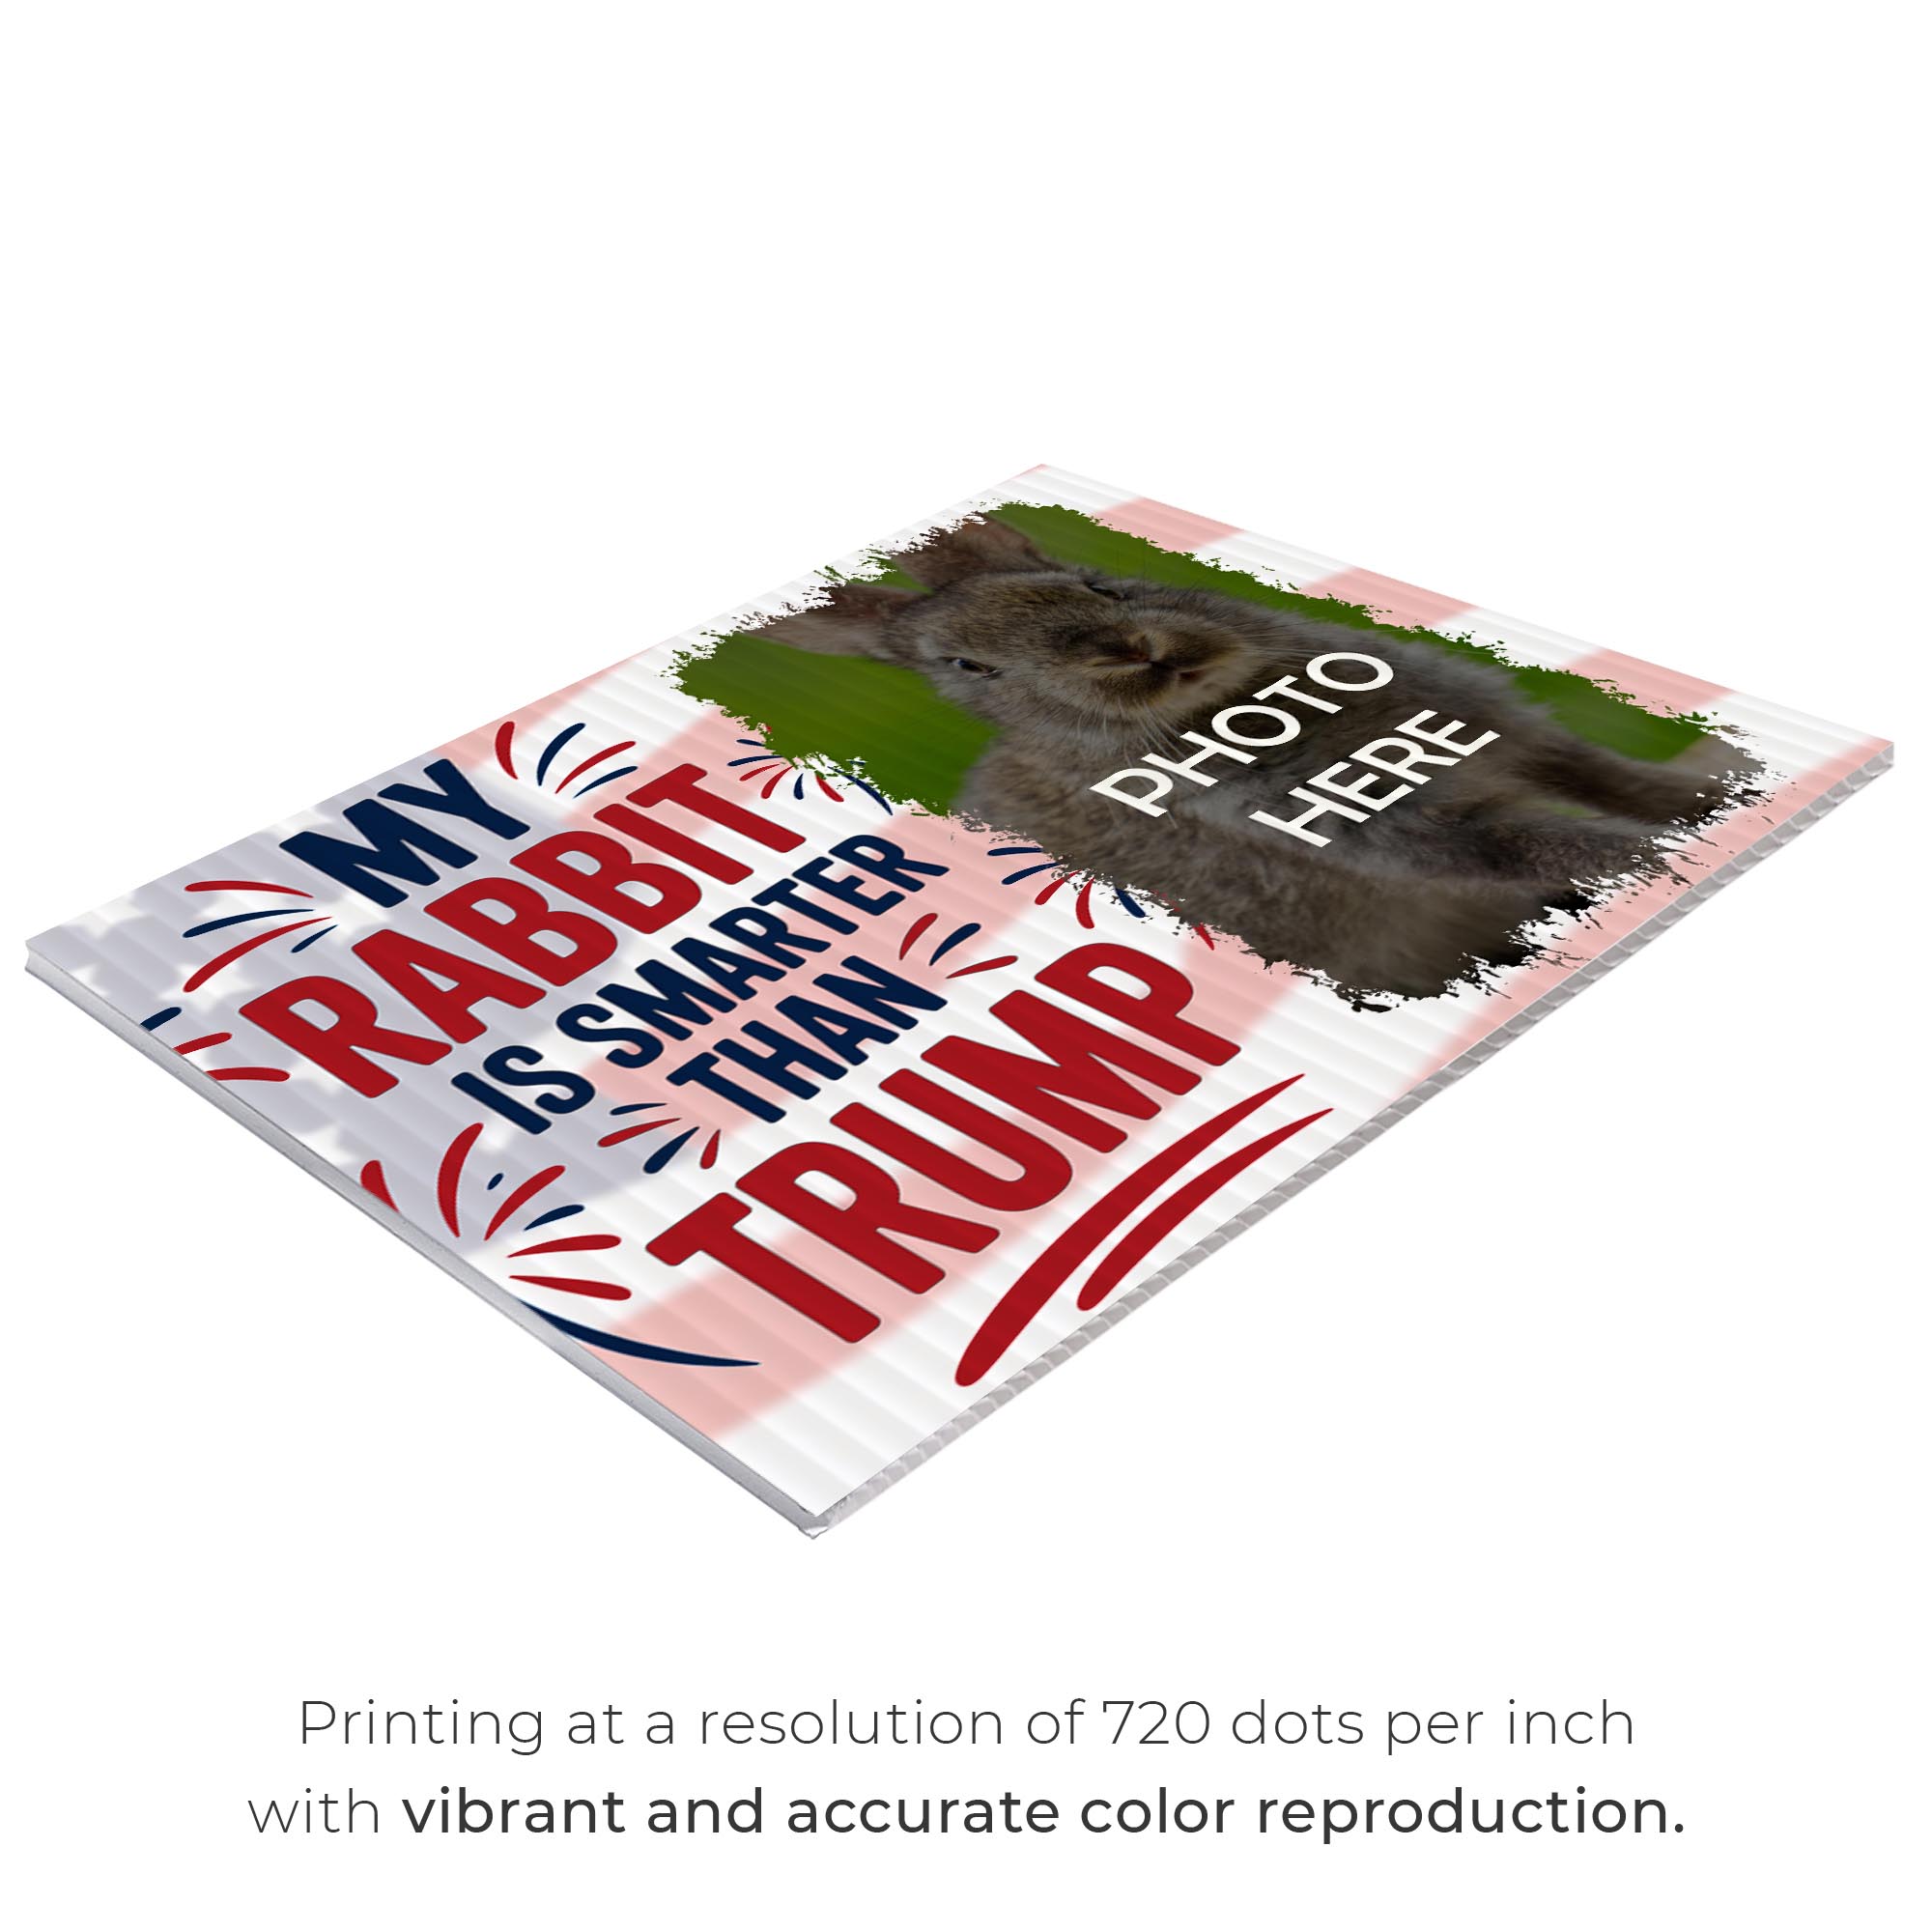 MY
RABBIT
IS SMARTER
THAN
TRUMP
PHOTO
HERE
Printing at a resolution of 720 dots per inch
with vibrant and accurate color reproduction.